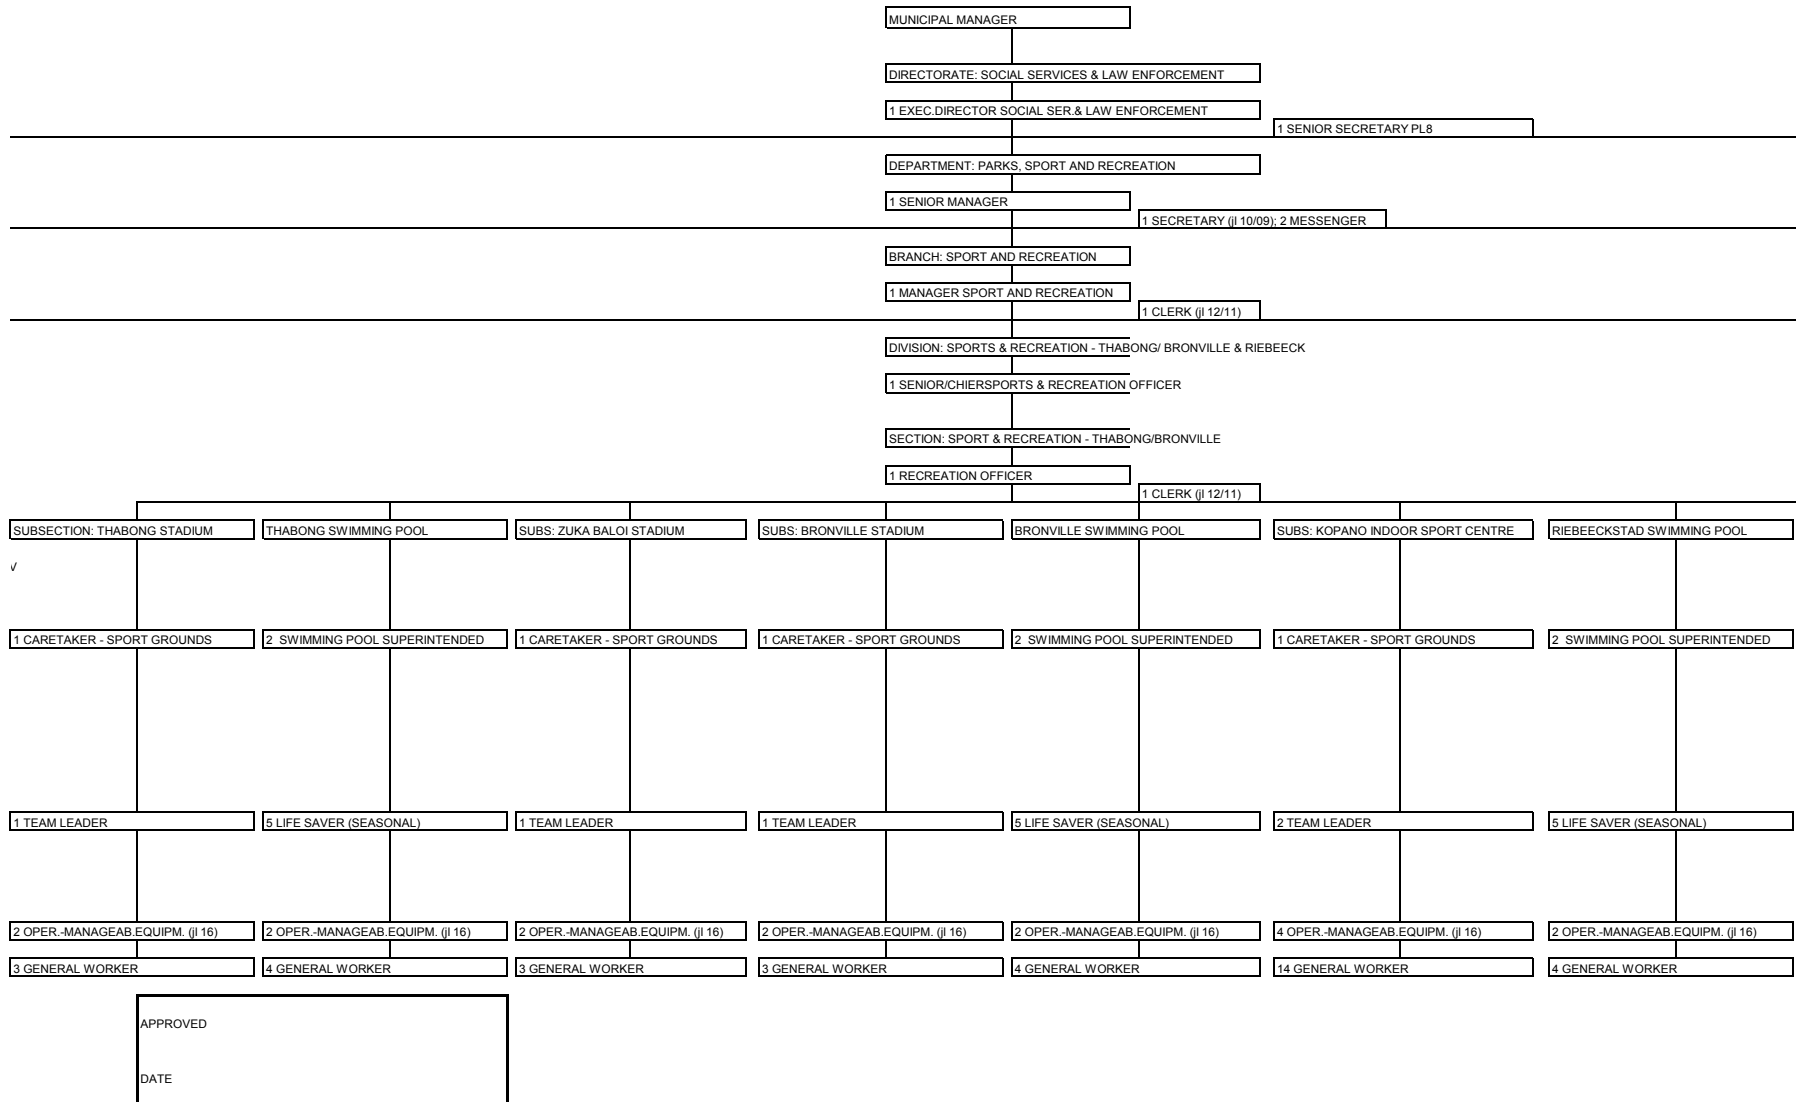 MUNICIPAL MANAGER
DIRECTORATE: SOCIAL SERVICES & LAW ENFORCEMENT
1 EXEC.DIRECTOR SOCIAL SER.& LAW ENFORCEMENT
1 SENIOR SECRETARY PL8
DEPARTMENT: PARKS, SPORT AND RECREATION
1 SENIOR MANAGER
1 SECRETARY (jl 10/09); 2 MESSENGER
BRANCH: SPORT AND RECREATION
1 MANAGER SPORT AND RECREATION
1 CLERK (jl 12/11)
DIVISION: SPORTS & RECREATION - THABONG/ BRONVILLE & RIEBEECK
1 SENIOR/CHIERSPORTS & RECREATION OFFICER
SECTION: SPORT & RECREATION - THABONG/BRONVILLE
1 RECREATION OFFICER
1 CLERK (jl 12/11)
SUBSECTION: THABONG STADIUM THABONG SWIMMING POOL SUBS: ZUKA BALOI STADIUM SUBS: BRONVILLE STADIUM BRONVILLE SWIMMING POOL SUBS: KOPANO INDOOR SPORT CENTRE RIEBEECKSTAD SWIMMING POOL
1 CARETAKER - SPORT GROUNDS 2 SWIMMING POOL SUPERINTENDED 1 CARETAKER - SPORT GROUNDS 1 CARETAKER - SPORT GROUNDS 2 SWIMMING POOL SUPERINTENDED 1 CARETAKER - SPORT GROUNDS 2 SWIMMING POOL SUPERINTENDED
1 TEAM LEADER 5 LIFE SAVER (SEASONAL) 1 TEAM LEADER 1 TEAM LEADER 5 LIFE SAVER (SEASONAL) 2 TEAM LEADER 5 LIFE SAVER (SEASONAL)
2 OPER.-MANAGEAB.EQUIPM. (jl 16) 2 OPER.-MANAGEAB.EQUIPM. (jl 16) 2 OPER.-MANAGEAB.EQUIPM. (jl 16) 2 OPER.-MANAGEAB.EQUIPM. (jl 16) 2 OPER.-MANAGEAB.EQUIPM. (jl 16) 4 OPER.-MANAGEAB.EQUIPM. (jl 16) 2 OPER.-MANAGEAB.EQUIPM. (jl 16)
3 GENERAL WORKER 4 GENERAL WORKER 3 GENERAL WORKER 3 GENERAL WORKER 4 GENERAL WORKER 14 GENERAL WORKER 4 GENERAL WORKER
APPROVED
DATE